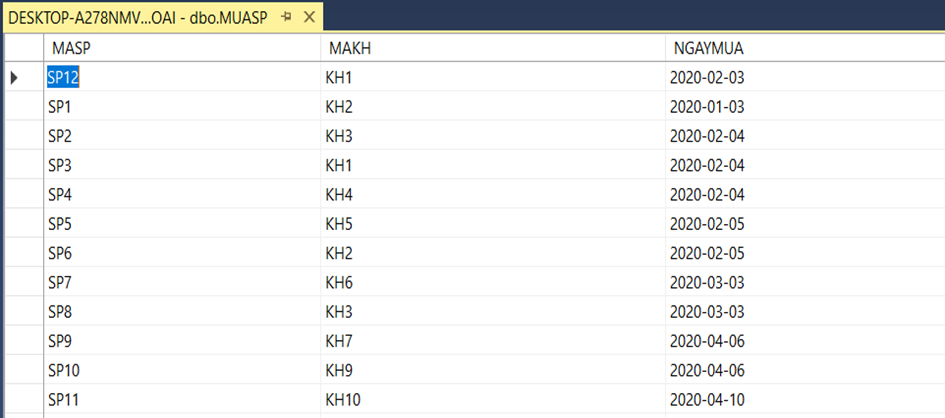 DESKTOP-A278NMV...OAI - dbo.MUASP
MASP MAKH NGAYMUA
SP12 KH1 2020-02-03
SP1 KH2 2020-01-03
SP2 KH3 2020-02-04
SP3 KH1 2020-02-04
SP4 KH4 2020-02-04
SP5 KH5 2020-02-05
SP6 KH2 2020-02-05
SP7 KH6 2020-03-03
SP8 KH3 2020-03-03
SP9 KH7 2020-04-06
SP10 KH9 2020-04-06
SP11 KH10 2020-04-10